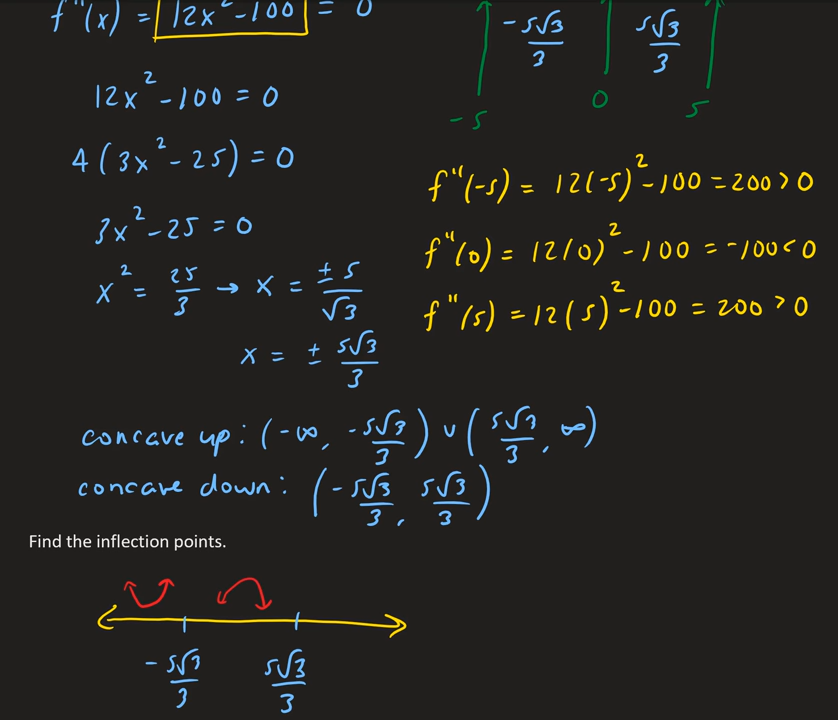 f"(x) = 12x² - 100 = 0
-5√3/3 5√3/3
-5 0 5
12x² - 100 = 0
4(3x² - 25) = 0
3x² - 25 = 0
x² = 25/3 → x = ± 5/√3
x = ± 5√3/3
f"(-5) = 12(-5)² - 100 = 200 > 0
f"(0) = 12(0)² - 100 = -100 < 0
f"(5) = 12(5)² - 100 = 200 > 0
concave up: (-∞, -5√3/3) ∪ (5√3/3, ∞)
concave down: (-5√3/3, 5√3/3)
Find the inflection points.
-5√3/3 5√3/3